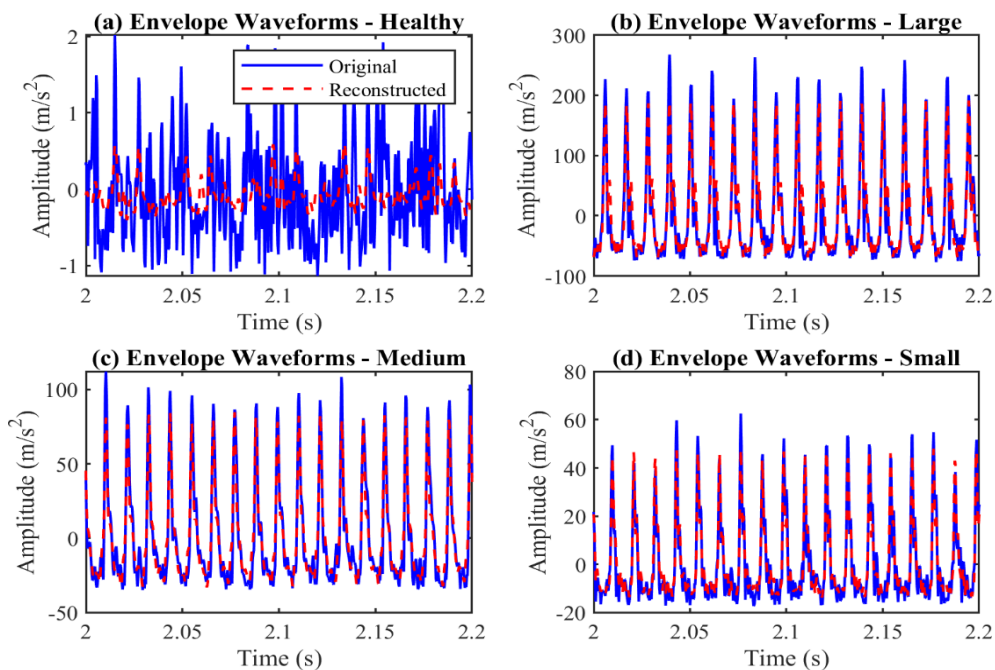 (a) Envelope Waveforms - Healthy
2
1
0
-1
Amplitude (m/s²)
Original
Reconstructed
2
2.05
2.1
2.15
2.2
Time (s)
(b) Envelope Waveforms - Large
300
200
100
0
-100
Amplitude (m/s²)
2
2.05
2.1
2.15
2.2
Time (s)
(c) Envelope Waveforms - Medium
100
50
0
-50
Amplitude (m/s²)
2
2.05
2.1
2.15
2.2
Time (s)
(d) Envelope Waveforms - Small
80
60
40
20
0
-20
Amplitude (m/s²)
2
2.05
2.1
2.15
2.2
Time (s)